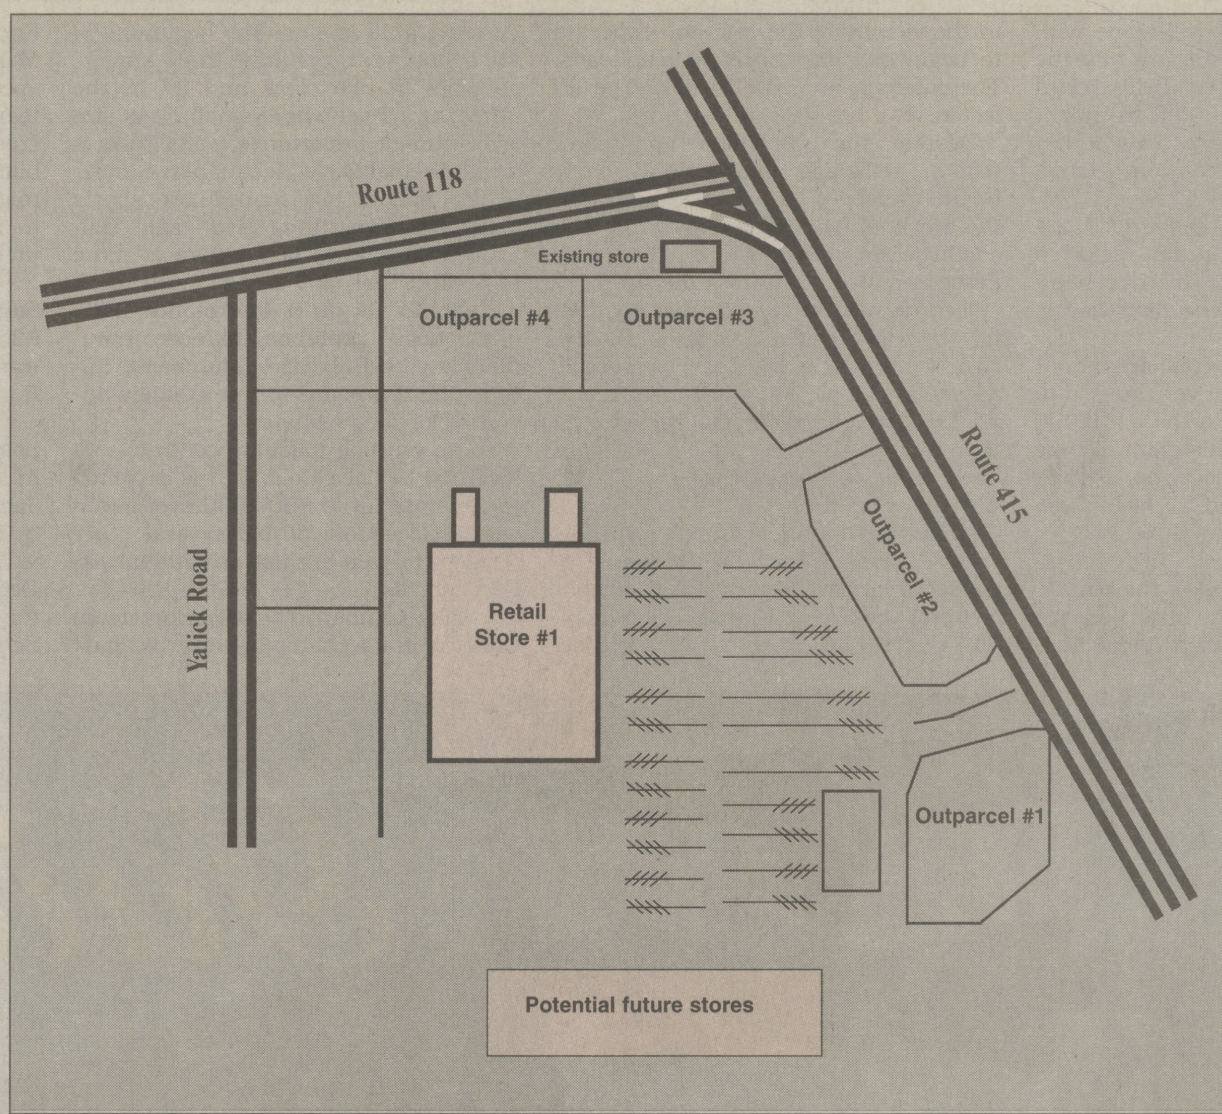 Route 118
Existing store
Outparcel #4
Outparcel #3
Route 415
Outparcel #2
Yalick Road
Retail
Store #1
Outparcel #1
Potential future stores